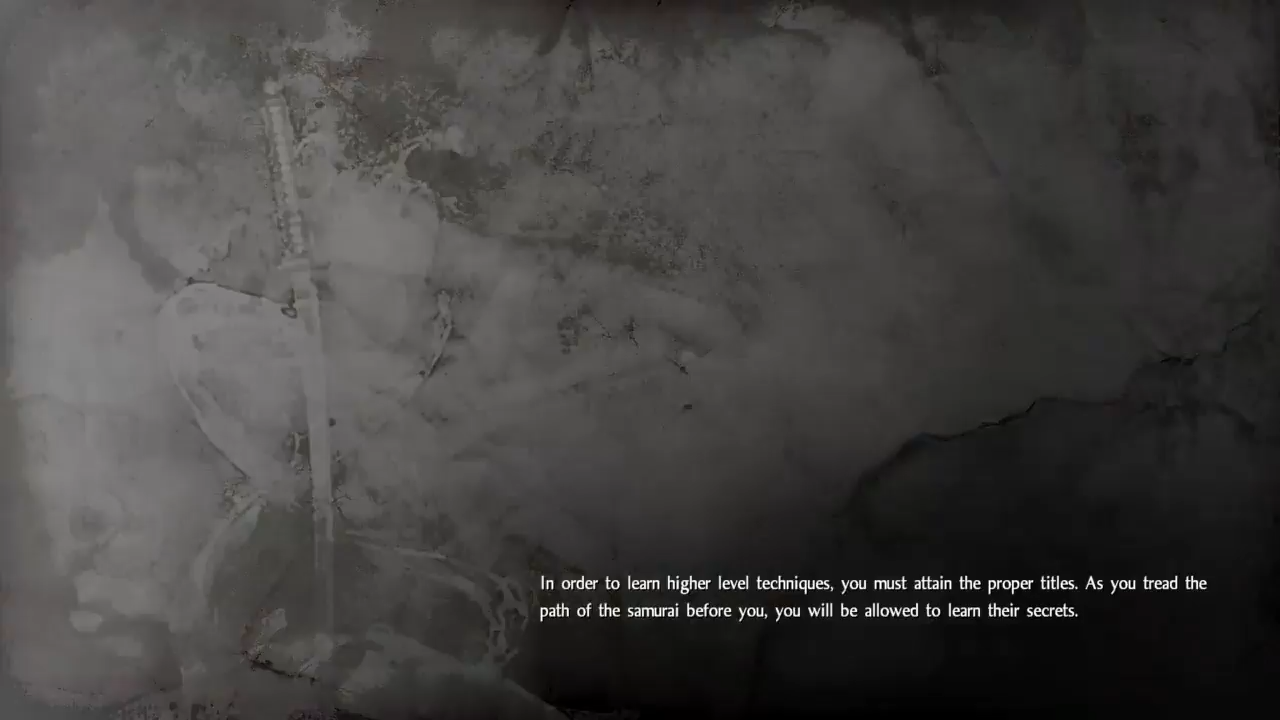 In order to learn higher level techniques, you must attain the proper titles. As you tread the
path of the samurai before you, you will be allowed to learn their secrets.